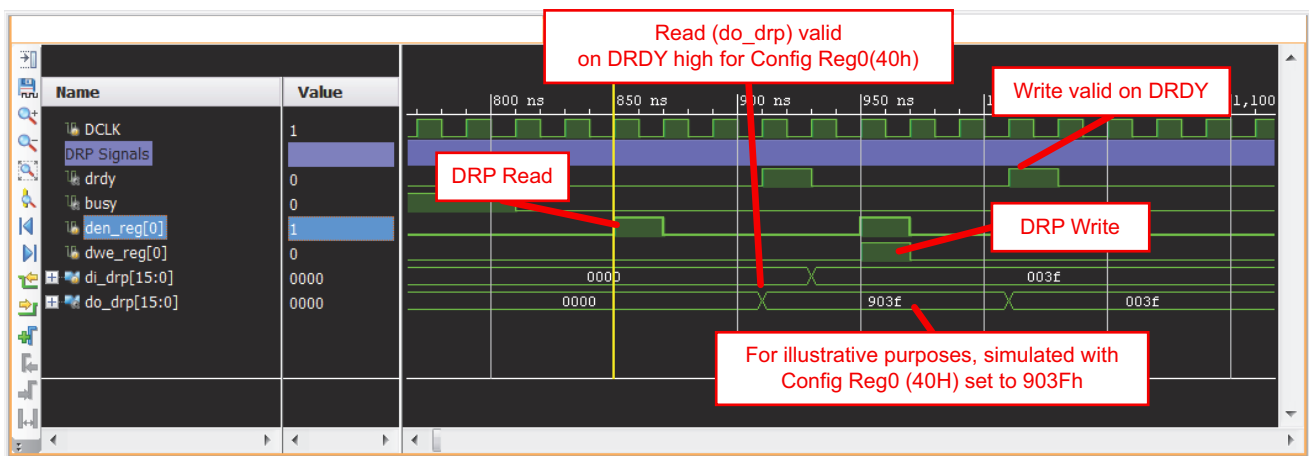 Read (do_drp) valid
on DRDY high for Config Reg0(40h)
Write valid on DRDY
Name
Value
800 ns
850 ns
900 ns
950 ns
1,100
DCLK
1
DRP Signals
drdy
0
busy
0
den_reg[0]
1
dwe_reg[0]
0
di_drp[15:0]
0000
0000
003f
do_drp[15:0]
0000
0000
903f
003f
DRP Read
DRP Write
For illustrative purposes, simulated with
Config Reg0 (40H) set to 903Fh